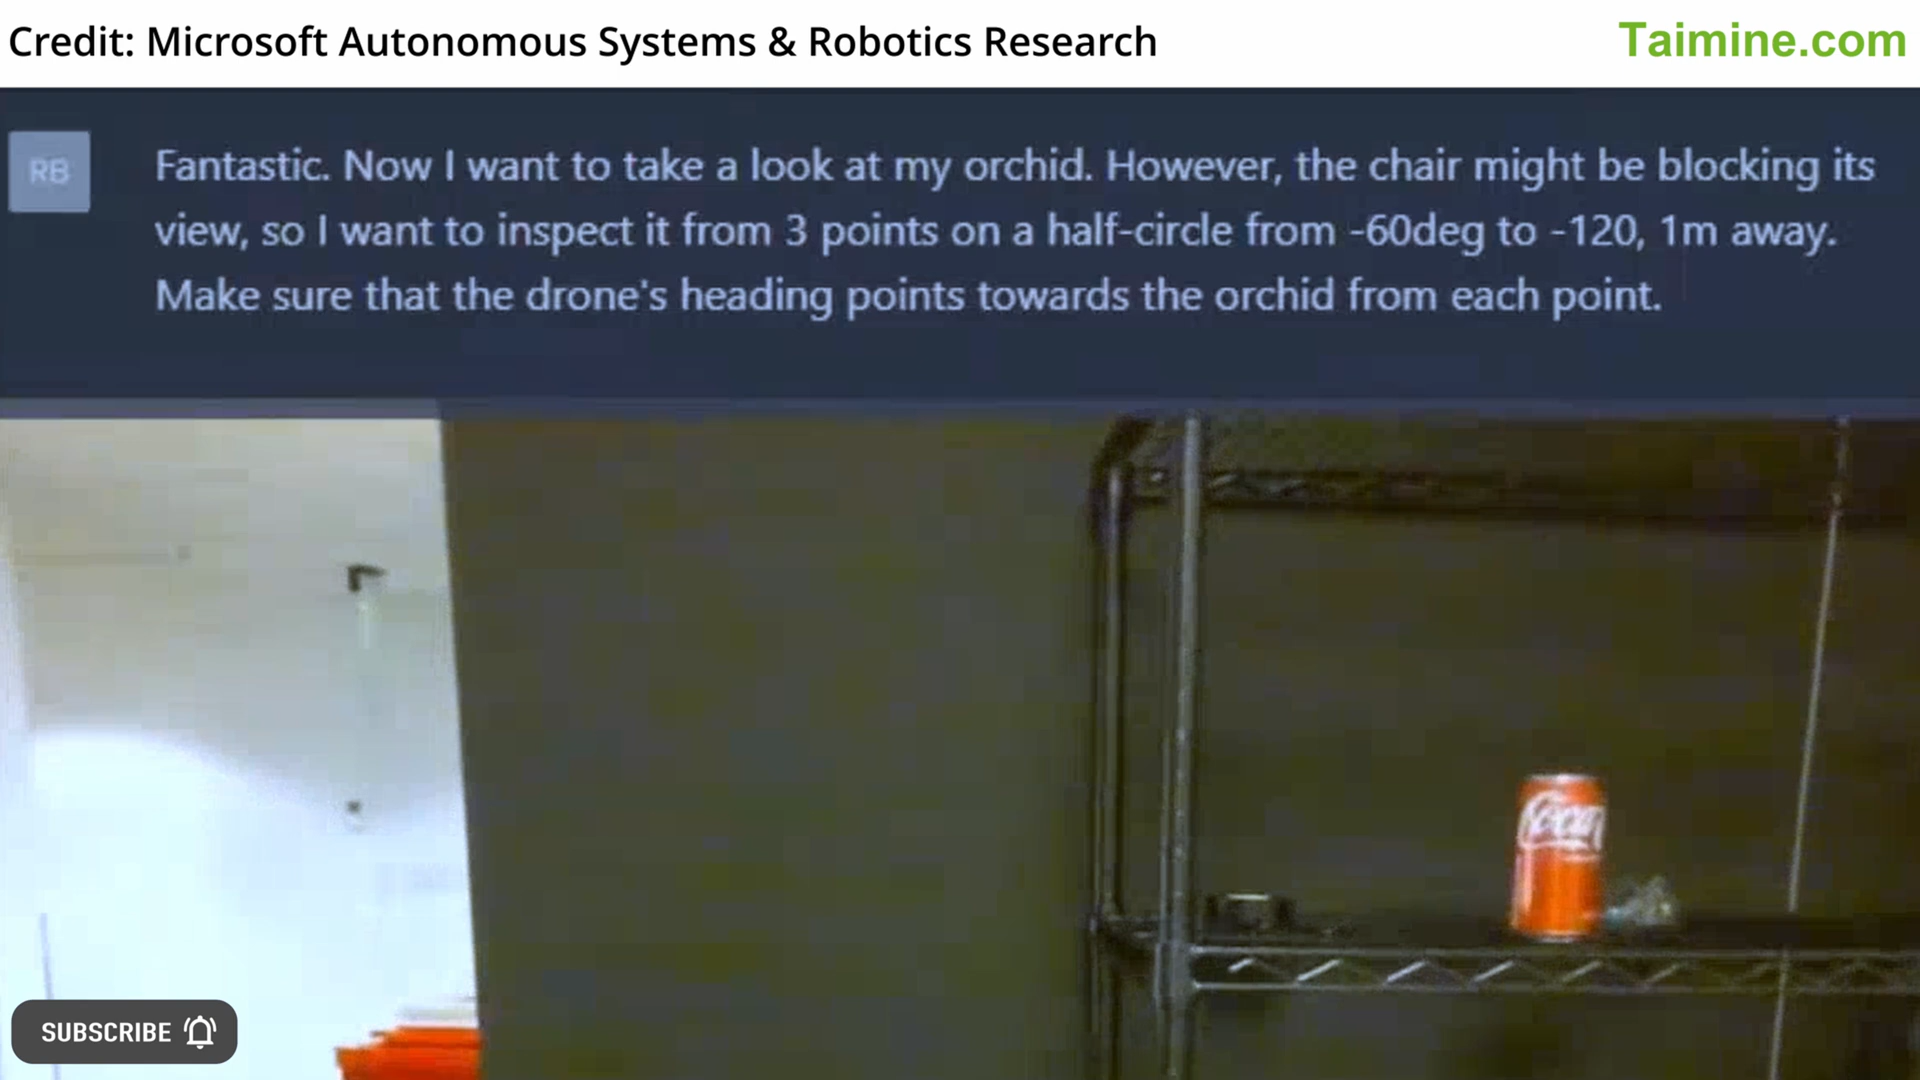 Credit: Microsoft Autonomous Systems & Robotics Research
Taimine.com
RB
Fantastic. Now I want to take a look at my orchid. However, the chair might be blocking its
view, so I want to inspect it from 3 points on a half-circle from -60deg to -120, 1m away.
Make sure that the drone's heading points towards the orchid from each point.
SUBSCRIBE